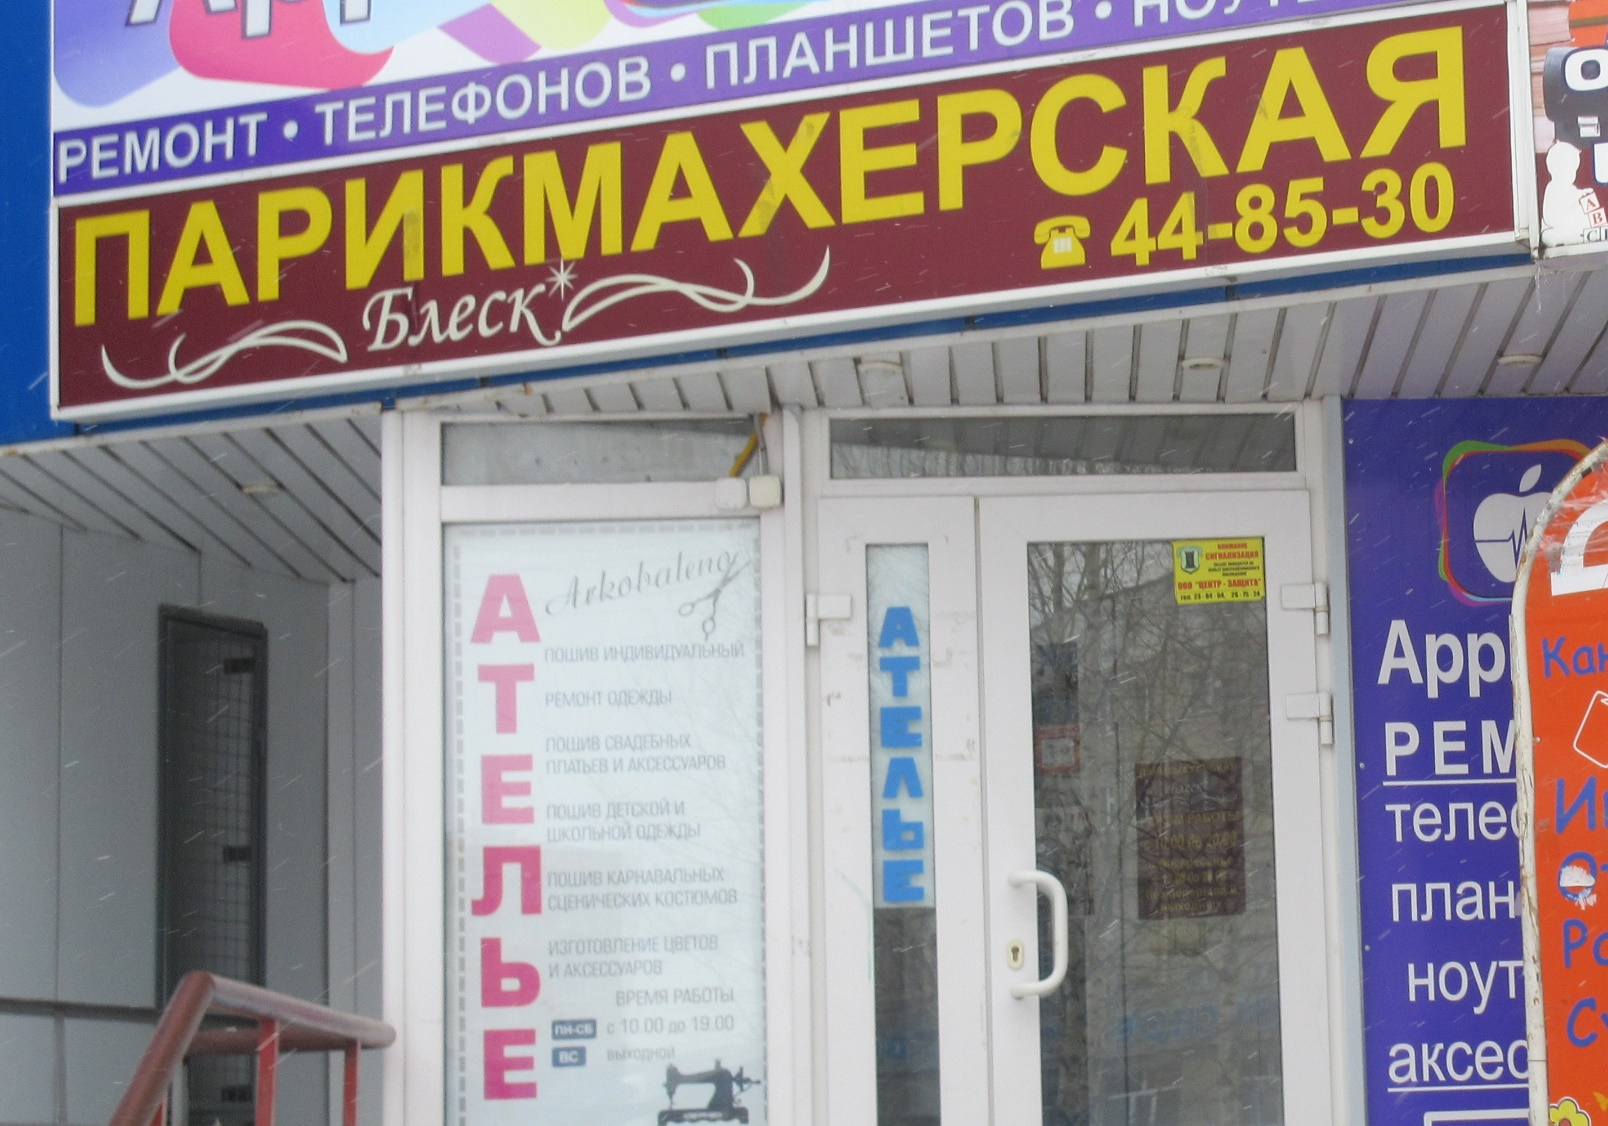 РЕМОНТ • ТЕЛЕФОНОВ • ПЛАНШЕТОВ •
ПАРИКМАХЕРСКАЯ
44-85-30
Блеск
АТЕЛЬЕ
Arkobaleno
ПОШИВ ИНДИВИДУАЛЬНЫЙ
РЕМОНТ ОДЕЖДЫ
ПОШИВ СВАДЕБНЫХ
ПЛАТЬЕВ И АКСЕССУАРОВ
ПОШИВ ДЕТСКОЙ И
ШКОЛЬНОЙ ОДЕЖДЫ
ПОШИВ КАРНАВАЛЬНЫХ
СЦЕНИЧЕСКИХ КОСТЮМОВ
ИЗГОТОВЛЕНИЕ ЦВЕТОВ
И АКСЕССУАРОВ
ВРЕМЯ РАБОТЫ
ПН-СБ с 10.00 до 19.00
ВС выходной
АТЕЛЬЕ
ВНИМАНИЕ
СИГНАЛИЗАЦИЯ
ООО "ЦЕНТР - ЗАЩИТА"
Appl
РЕМ
телеф
план
ноут
аксес